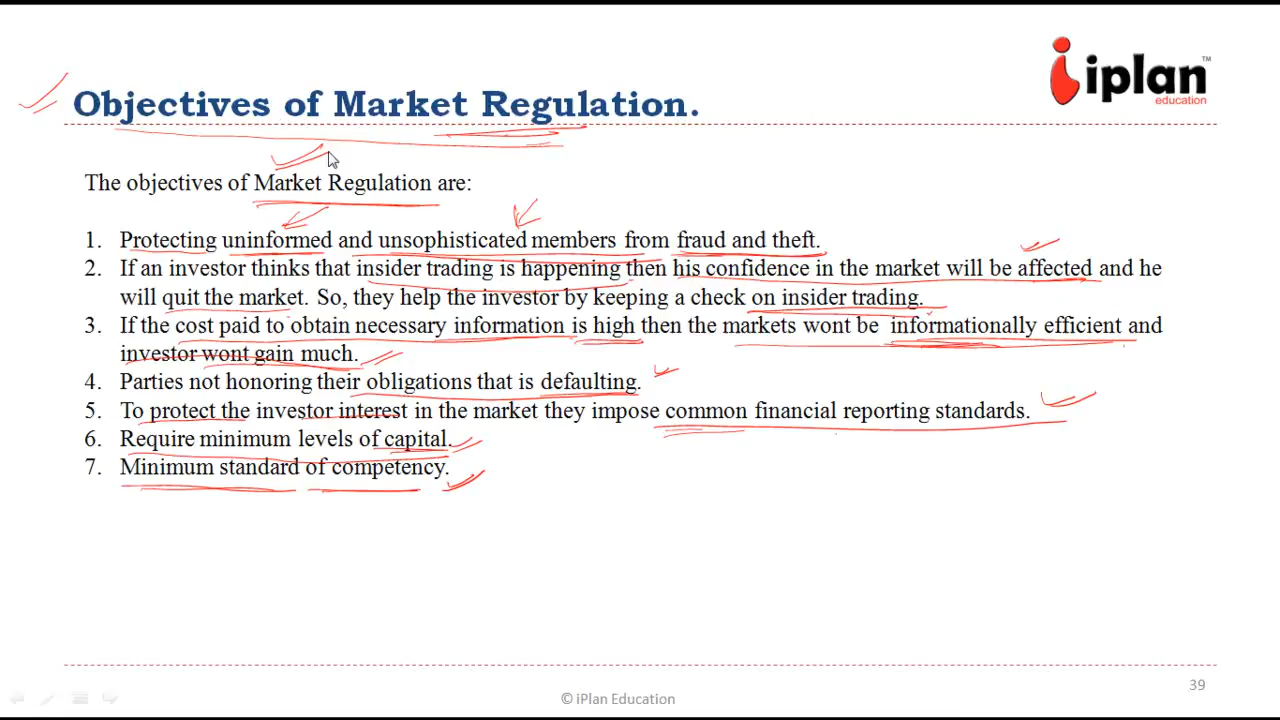 iplan™
education
Objectives of Market Regulation.
The objectives of Market Regulation are:
1. Protecting uninformed and unsophisticated members from fraud and theft.
2. If an investor thinks that insider trading is happening then his confidence in the market will be affected and he
will quit the market. So, they help the investor by keeping a check on insider trading.
3. If the cost paid to obtain necessary information is high then the markets wont be informationally efficient and
investor wont gain much.
4. Parties not honoring their obligations that is defaulting.
5. To protect the investor interest in the market they impose common financial reporting standards.
6. Require minimum levels of capital.
7. Minimum standard of competency.
© iPlan Education
39